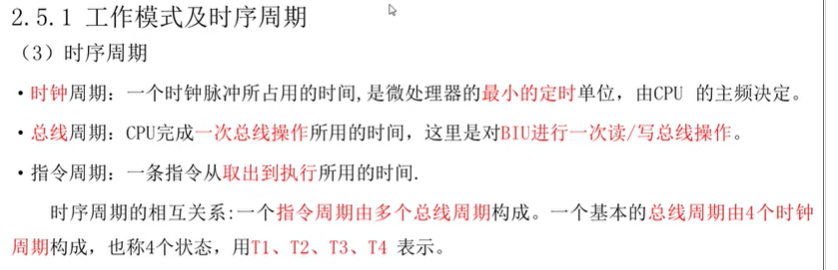 2.5.1 工作模式及时序周期
（3）时序周期
·时钟周期：一个时钟脉冲所占用的时间,是微处理器的最小的定时单位，由CPU 的主频决定。
·总线周期：CPU完成一次总线操作所用的时间，这里是对BIU进行一次读/写总线操作。
·指令周期：一条指令从取出到执行所用的时间.
时序周期的相互关系:一个指令周期由多个总线周期构成。一个基本的总线周期由4个时钟
周期构成，也称4个状态，用T1、T2、T3、T4 表示。